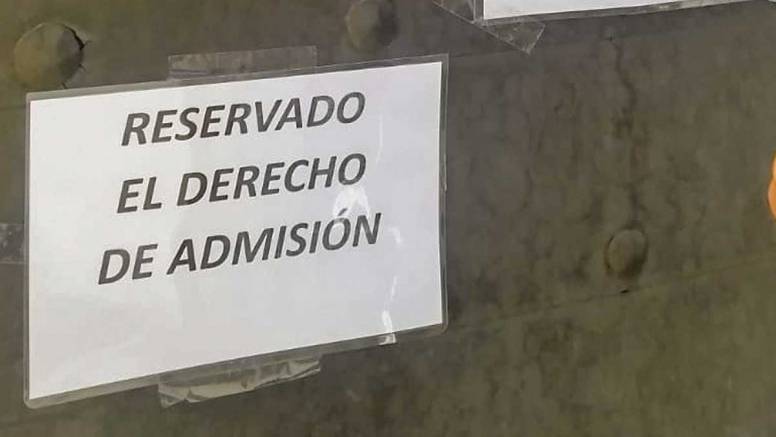 RESERVADO
EL DERECHO
DE ADMISIÓN